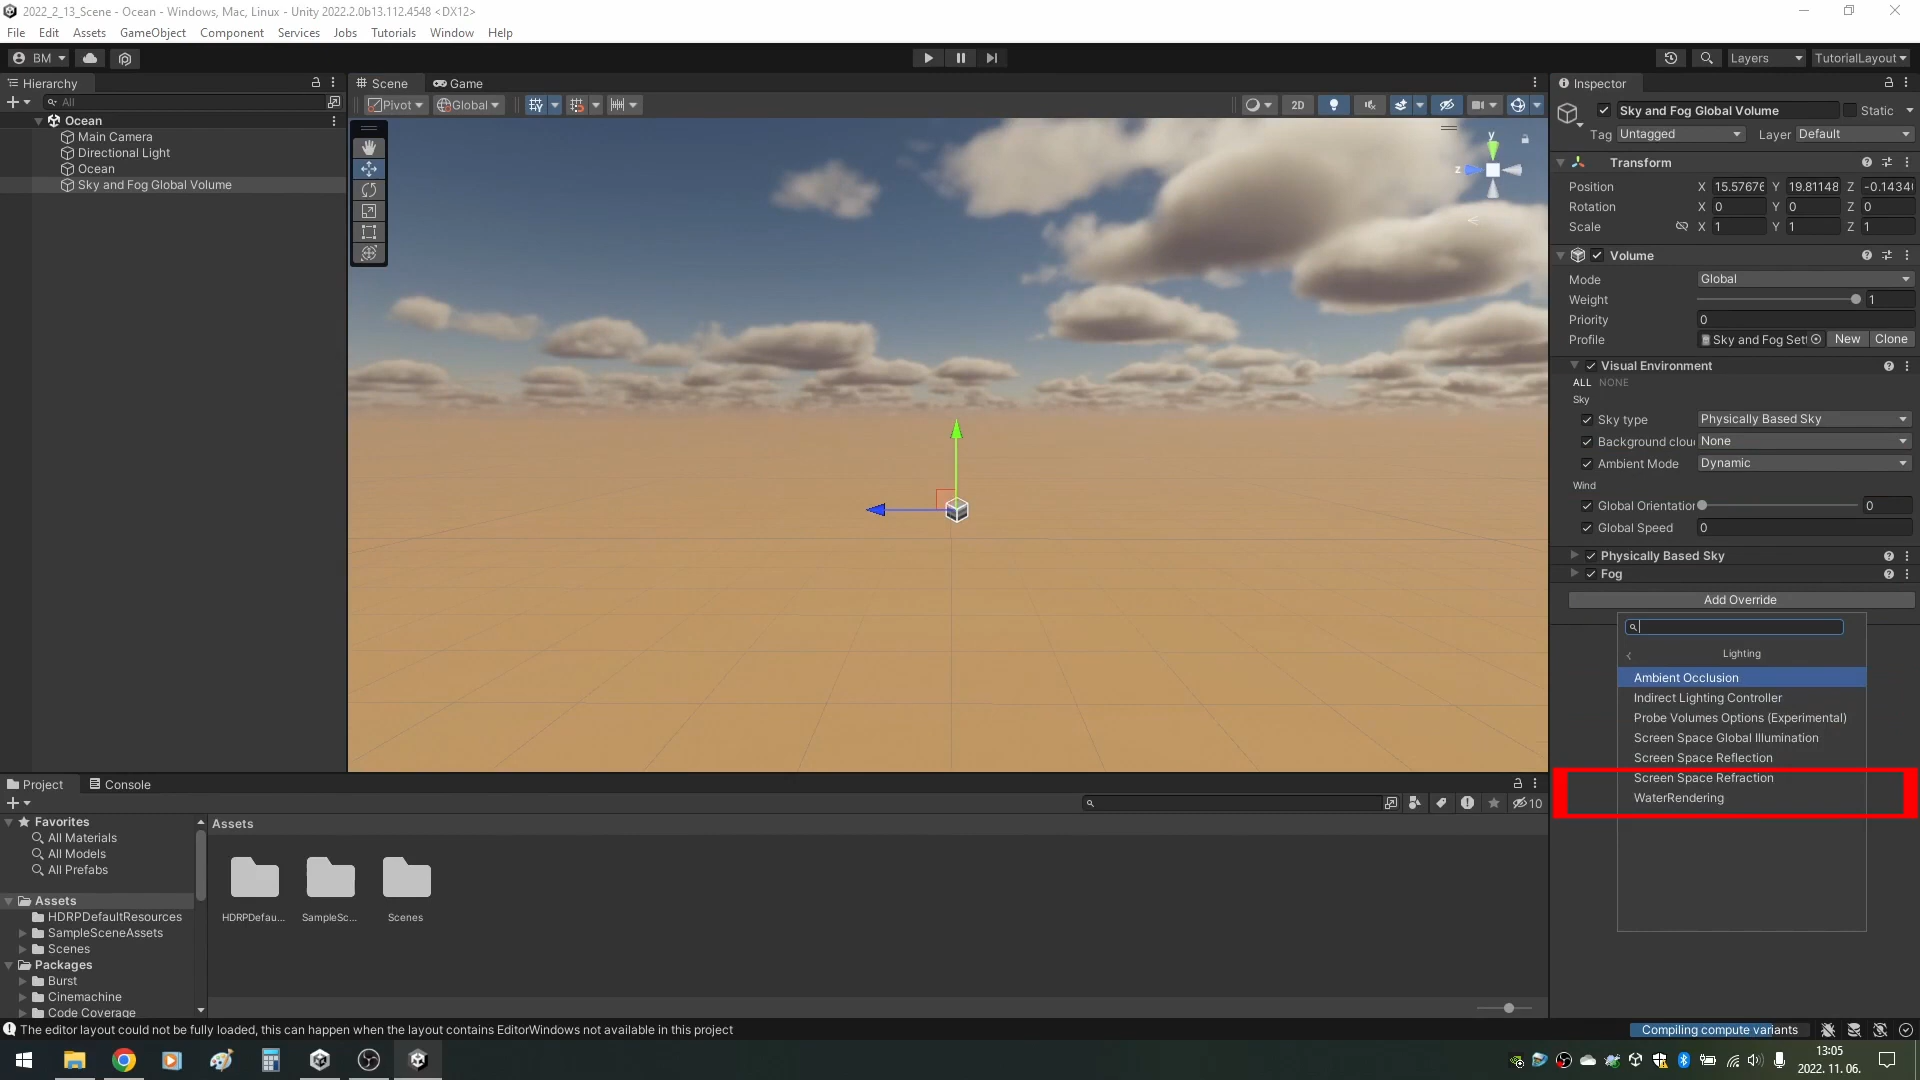 2022_2_13_Scene - Ocean - Windows, Mac, Linux - Unity 2022.2.0b13.112.4548 <DX12>
File Edit Assets GameObject Component Services Jobs Tutorials Window Help
BM
Layers
TutorialLayout
Hierarchy
All
Ocean
Main Camera
Directional Light
Ocean
Sky and Fog Global Volume
Scene
Game
Pivot
Global
2D
y
z
Inspector
Sky and Fog Global Volume
Static
Tag Untagged
Layer Default
Transform
Position X 15.57676 Y 19.81148 Z -0.1434
Rotation X 0 Y 0 Z 0
Scale X 1 Y 1 Z 1
Volume
Mode Global
Weight 1
Priority 0
Profile Sky and Fog Sett New Clone
Visual Environment
ALL NONE
Sky
Sky type Physically Based Sky
Background clou None
Ambient Mode Dynamic
Wind
Global Orientation 0
Global Speed 0
Physically Based Sky
Fog
Add Override
Lighting
Ambient Occlusion
Indirect Lighting Controller
Probe Volumes Options (Experimental)
Screen Space Global Illumination
Screen Space Reflection
Screen Space Refraction
WaterRendering
Project
Console
10
Favorites
All Materials
All Models
All Prefabs
Assets
HDRPDefaultResources
SampleSceneAssets
Scenes
Packages
Burst
Cinemachine
Code Coverage
Assets
HDRPDefau...
SampleSc...
Scenes
The editor layout could not be fully loaded, this can happen when the layout contains EditorWindows not available in this project
Compiling compute variants
13:05
2022. 11. 06.